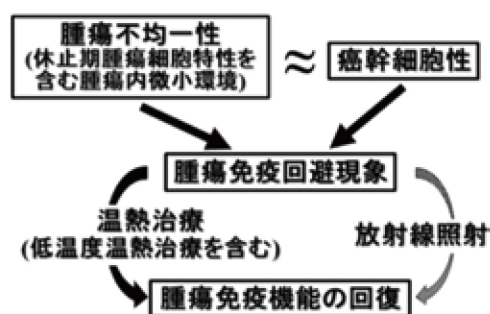 腫瘍不均一性
(休止期腫瘍細胞特性を
含む腫瘍内微小環境)
≈
癌幹細胞性
腫瘍免疫回避現象
温熱治療
(低温度温熱治療を含む)
放射線照射
腫瘍免疫機能の回復